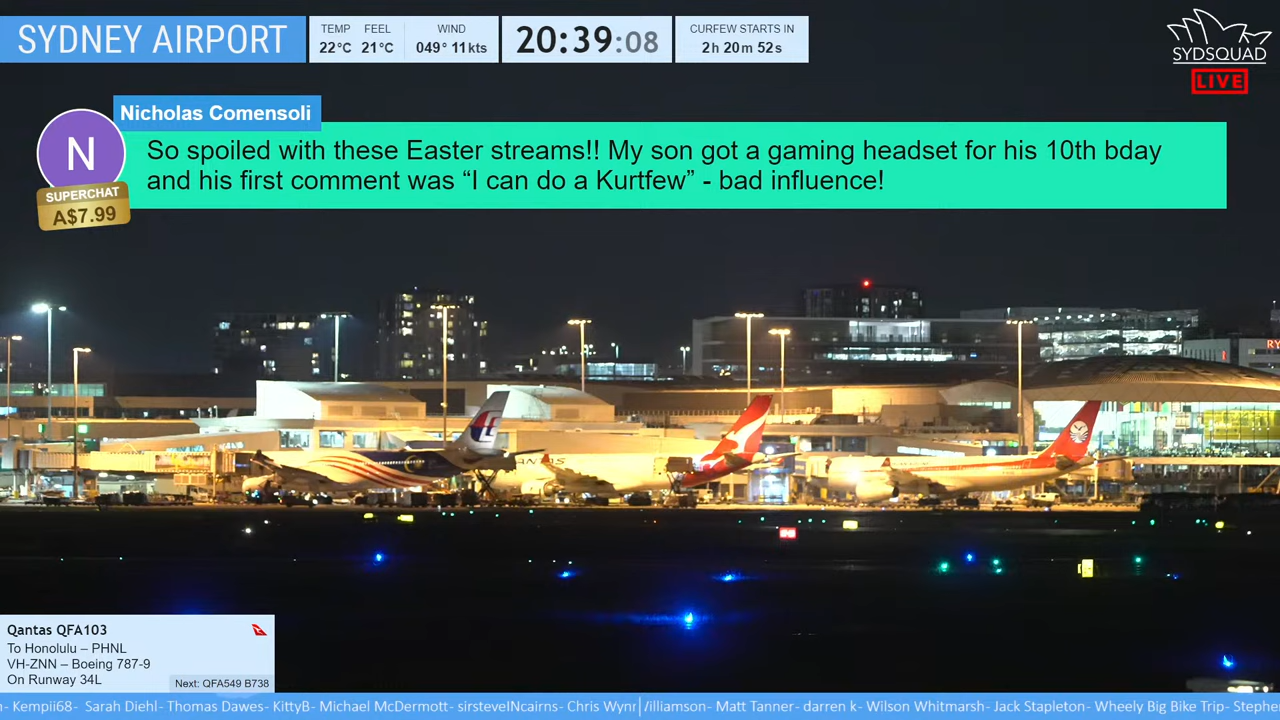 SYDNEY AIRPORT
TEMP FEEL WIND
22°C 21°C 049° 11kts
20:39:08
CURFEW STARTS IN
2h 20m 52s
SYDSQUAD
LIVE
Nicholas Comensoli
N
SUPERCHAT
A$7.99
So spoiled with these Easter streams!! My son got a gaming headset for his 10th bday
and his first comment was “I can do a Kurtfew” - bad influence!
Qantas QFA103
To Honolulu – PHNL
VH-ZNN – Boeing 787-9
On Runway 34L
Next: QFA549 B738
- Kempii68- Sarah Diehl- Thomas Dawes- KittyB- Michael McDermott- sirstevelNcairns- Chris Wynn Villiamson- Matt Tanner- darren k- Wilson Whitmarsh- Jack Stapleton- Wheely Big Bike Trip- Stephe